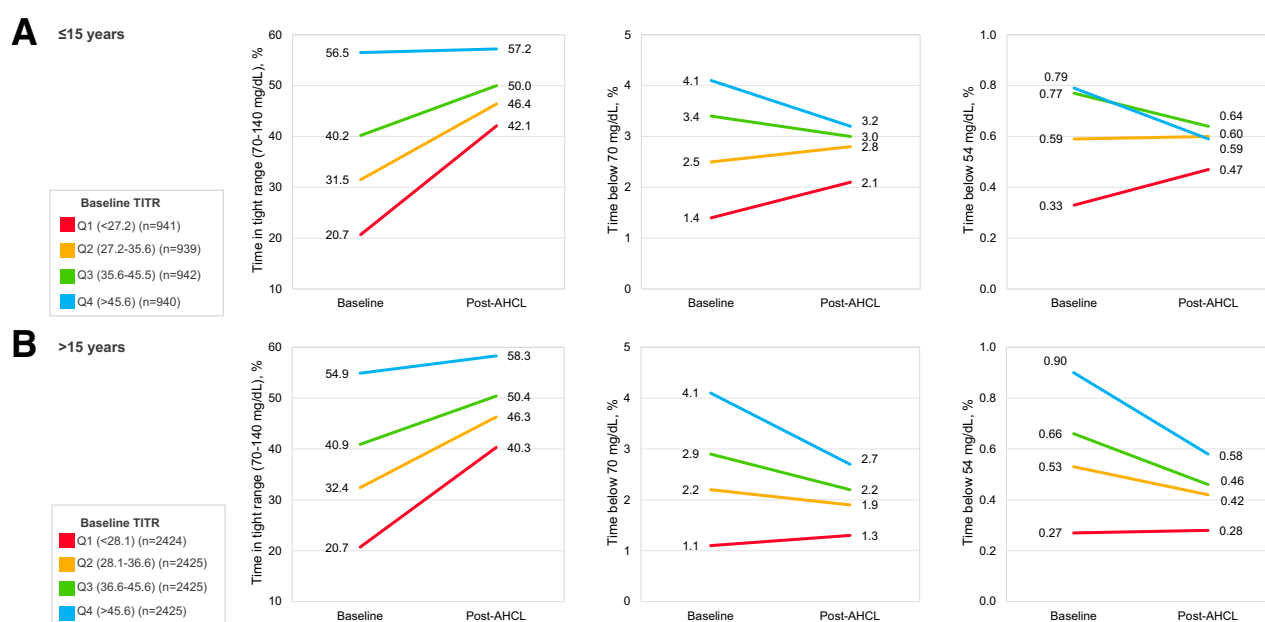 A
≤15 years
Baseline TITR
Q1 (<27.2) (n=941)
Q2 (27.2-35.6) (n=939)
Q3 (35.6-45.5) (n=942)
Q4 (>45.6) (n=940)
Time in tight range (70-140 mg/dL), %
60
50
40
30
20
10
56.5
40.2
31.5
20.7
57.2
50.0
46.4
42.1
Baseline
Post-AHCL
Time below 70 mg/dL, %
5
4
3
2
1
0
4.1
3.4
2.5
1.4
3.2
3.0
2.8
2.1
Baseline
Post-AHCL
Time below 54 mg/dL, %
1.0
0.8
0.6
0.4
0.2
0.0
0.79
0.77
0.59
0.33
0.64
0.60
0.59
0.47
Baseline
Post-AHCL
B
>15 years
Baseline TITR
Q1 (<28.1) (n=2424)
Q2 (28.1-36.6) (n=2425)
Q3 (36.6-45.6) (n=2425)
Q4 (>45.6) (n=2425)
Time in tight range (70-140 mg/dL), %
60
50
40
30
20
10
54.9
40.9
32.4
20.7
58.3
50.4
46.3
40.3
Baseline
Post-AHCL
Time below 70 mg/dL, %
5
4
3
2
1
0
4.1
2.9
2.2
1.1
2.7
2.2
1.9
1.3
Baseline
Post-AHCL
Time below 54 mg/dL, %
1.0
0.8
0.6
0.4
0.2
0.0
0.90
0.66
0.53
0.27
0.58
0.46
0.42
0.28
Baseline
Post-AHCL